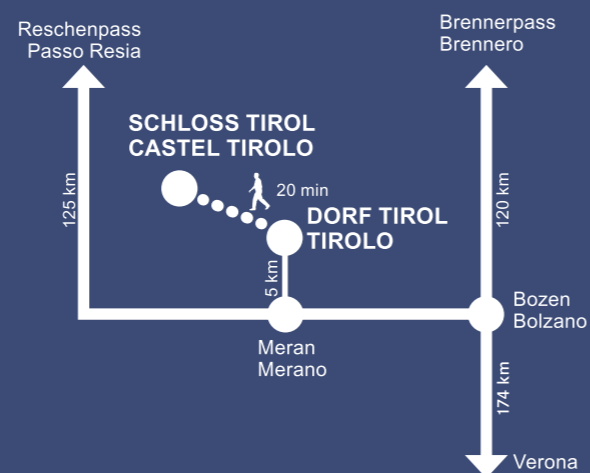 Reschenpass
Passo Resia
Brennerpass
Brennero
SCHLOSS TIROL
CASTEL TIROLO
20 min
125 km
120 km
DORF TIROL
TIROLO
5 km
Bozen
Bolzano
Meran
Merano
174 km
Verona